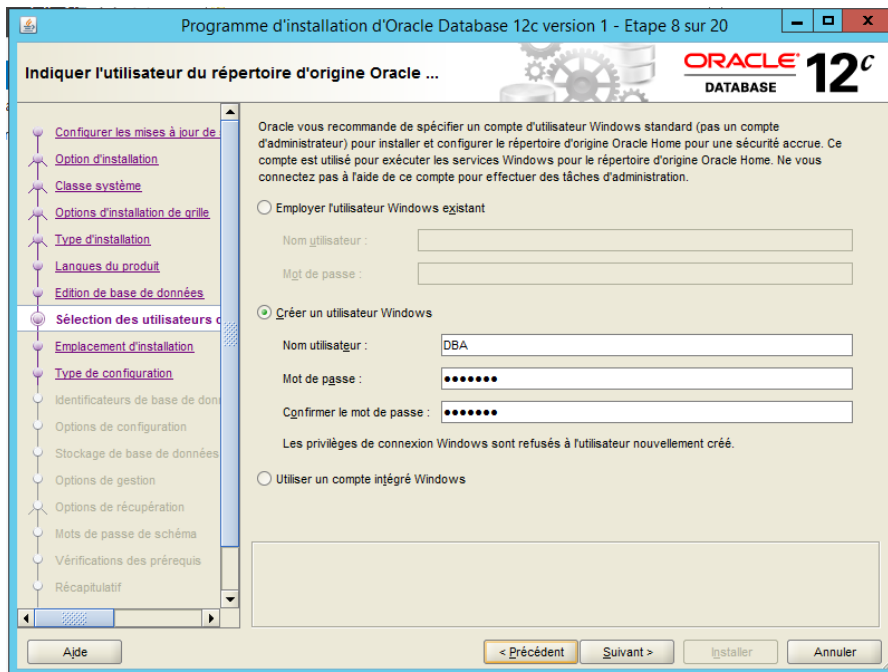 Programme d'installation d'Oracle Database 12c version 1 - Etape 8 sur 20
Indiquer l'utilisateur du répertoire d'origine Oracle ...
ORACLE
DATABASE
12c
Configurer les mises à jour de
Option d'installation
Classe système
Options d'installation de grille
Type d'installation
Langues du produit
Edition de base de données
Sélection des utilisateurs
Emplacement d'installation
Type de configuration
Identificateurs de base de
Options de configuration
Stockage de base de données
Options de gestion
Options de récupération
Mots de passe de schéma
Vérifications des prérequis
Récapitulatif
Oracle vous recommande de spécifier un compte d'utilisateur Windows standard (pas un compte
d'administrateur) pour installer et configurer le répertoire d'origine Oracle Home pour une sécurité accrue. Ce
compte est utilisé pour exécuter les services Windows pour le répertoire d'origine Oracle Home. Ne vous
connectez pas à l'aide de ce compte pour effectuer des tâches d'administration.
Employer l'utilisateur Windows existant
Nom utilisateur :
Mot de passe :
Créer un utilisateur Windows
Nom utilisateur : DBA
Mot de passe : •••••••
Confirmer le mot de passe : •••••••
Les privilèges de connexion Windows sont refusés à l'utilisateur nouvellement créé.
Utiliser un compte intégré Windows
Aide
< Précédent
Suivant >
Installer
Annuler